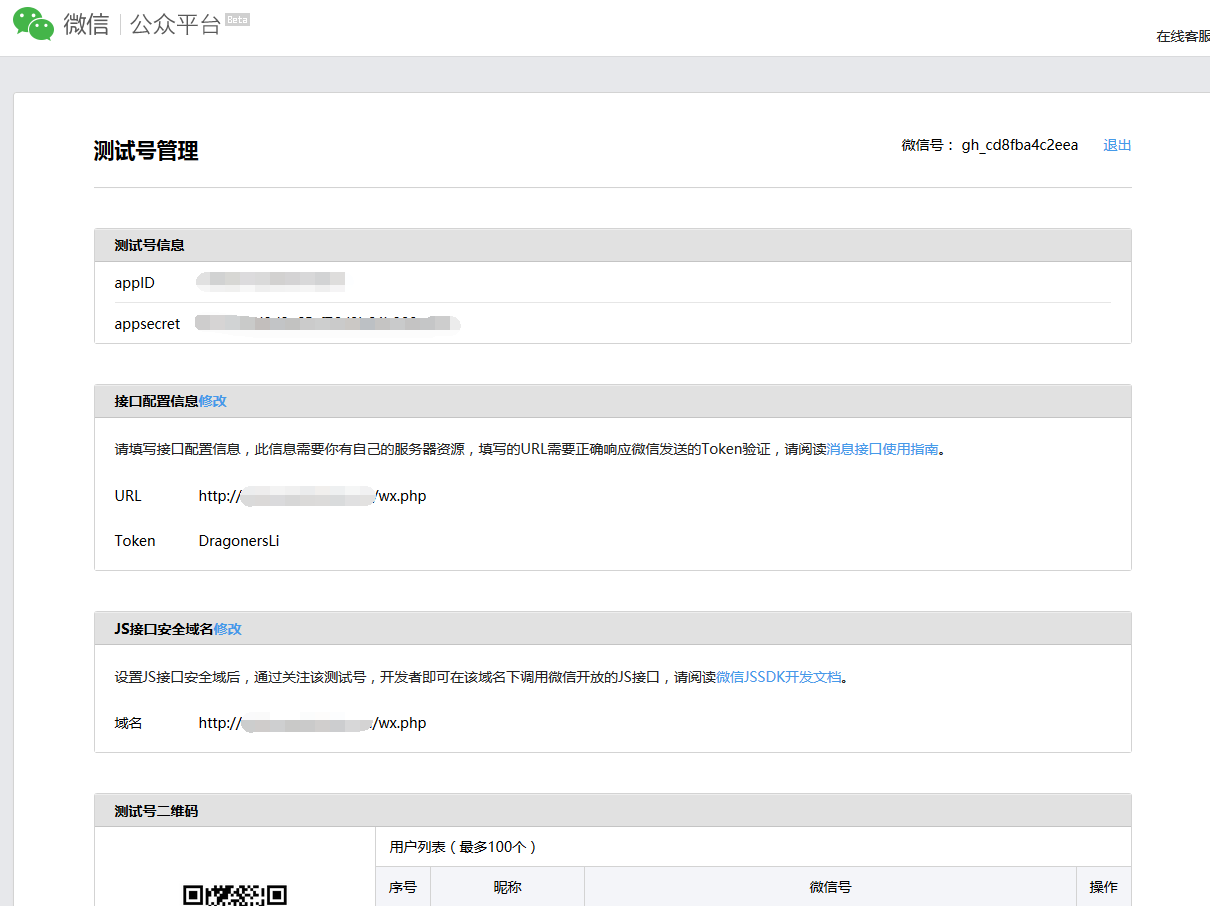 微信 公众平台 Beta
在线客服
测试号管理
微信号： gh_cd8fba4c2eea 退出
测试号信息
appID
appsecret
接口配置信息修改
请填写接口配置信息，此信息需要你有自己的服务器资源，填写的URL需要正确响应微信发送的Token验证，请阅读消息接口使用指南。
URL http:// /wx.php
Token DragonersLi
JS接口安全域名修改
设置JS接口安全域后，通过关注该测试号，开发者即可在该域名下调用微信开放的JS接口，请阅读微信JSSDK开发文档。
域名 http:// /wx.php
测试号二维码
用户列表（最多100个）
序号 昵称 微信号 操作